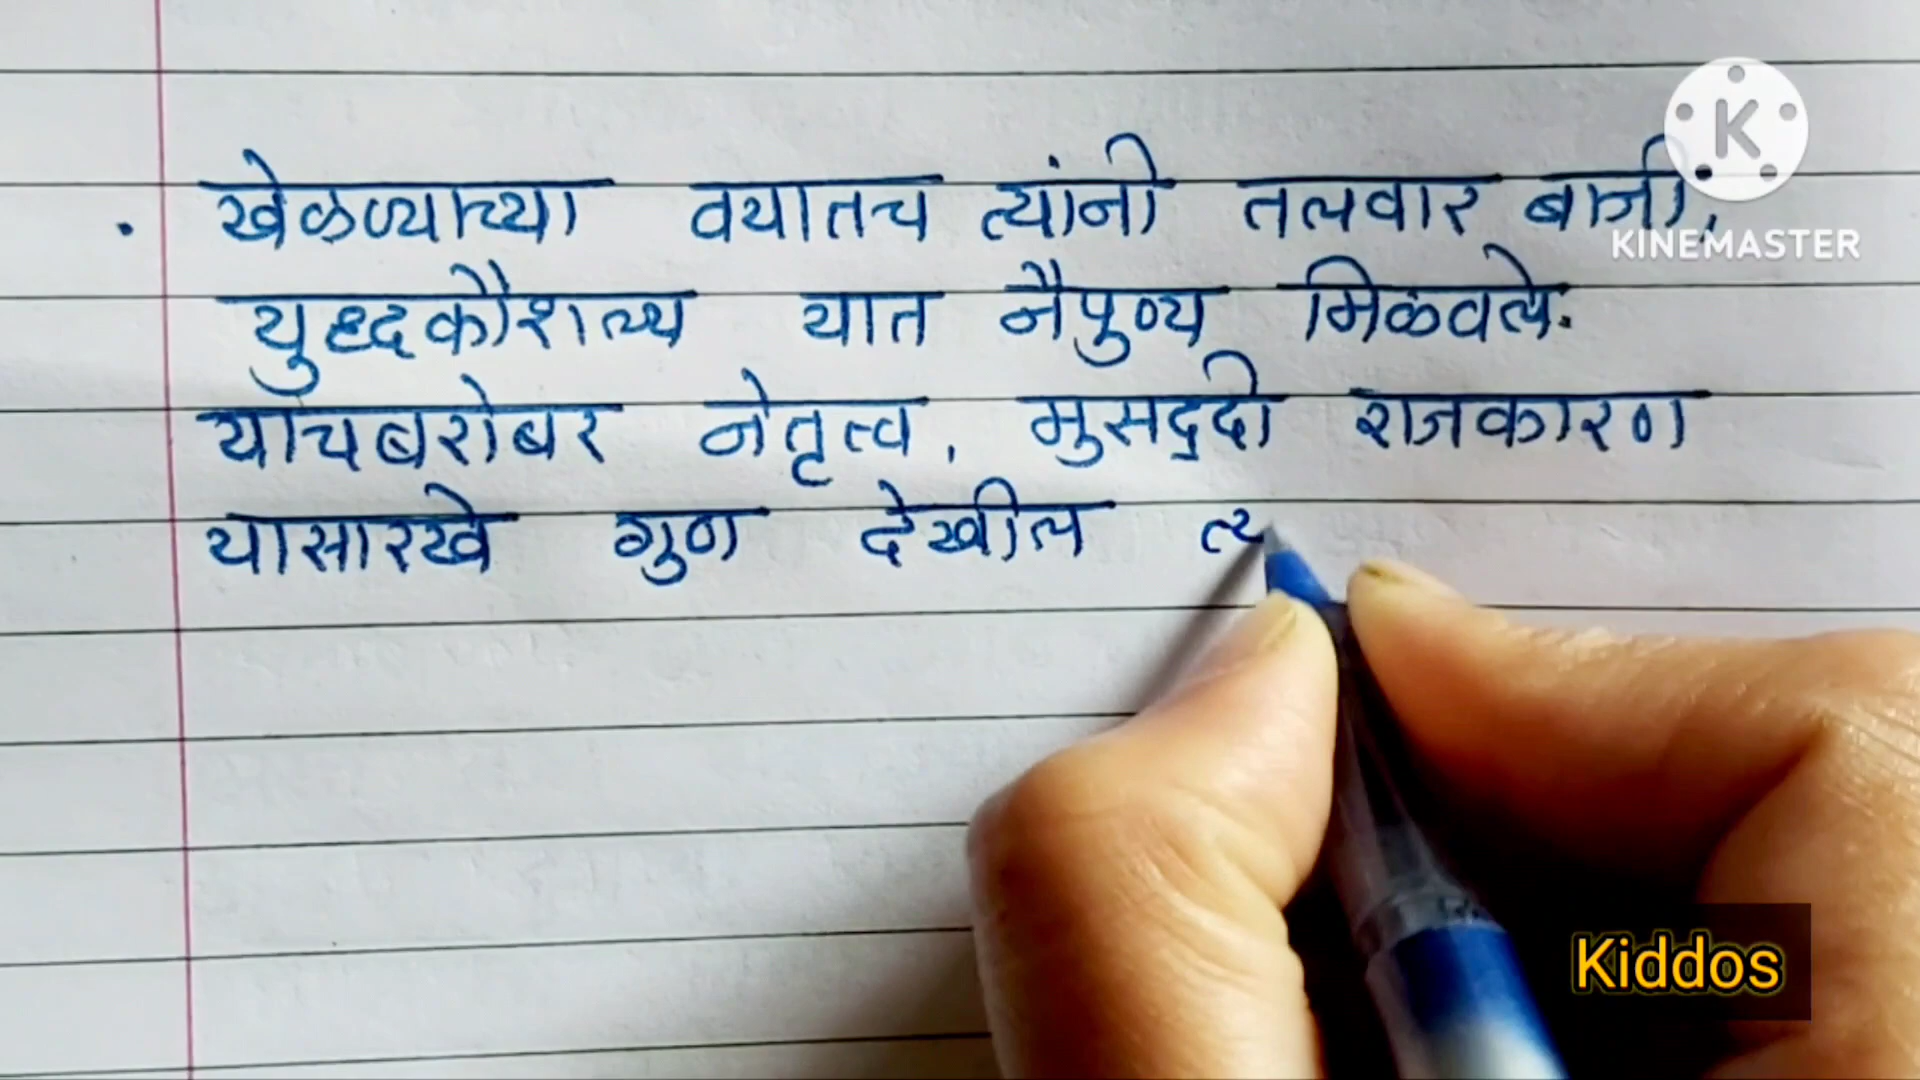 KINEMASTER
. खेळण्याच्या वयातच त्यांनी तलवार बाजी,
युद्धकौशल्य यात नैपुण्य मिळवले.
याचबरोबर नेतृत्व, मुसद्दी राजकारण
यासारखे गुण देखील
Kiddos